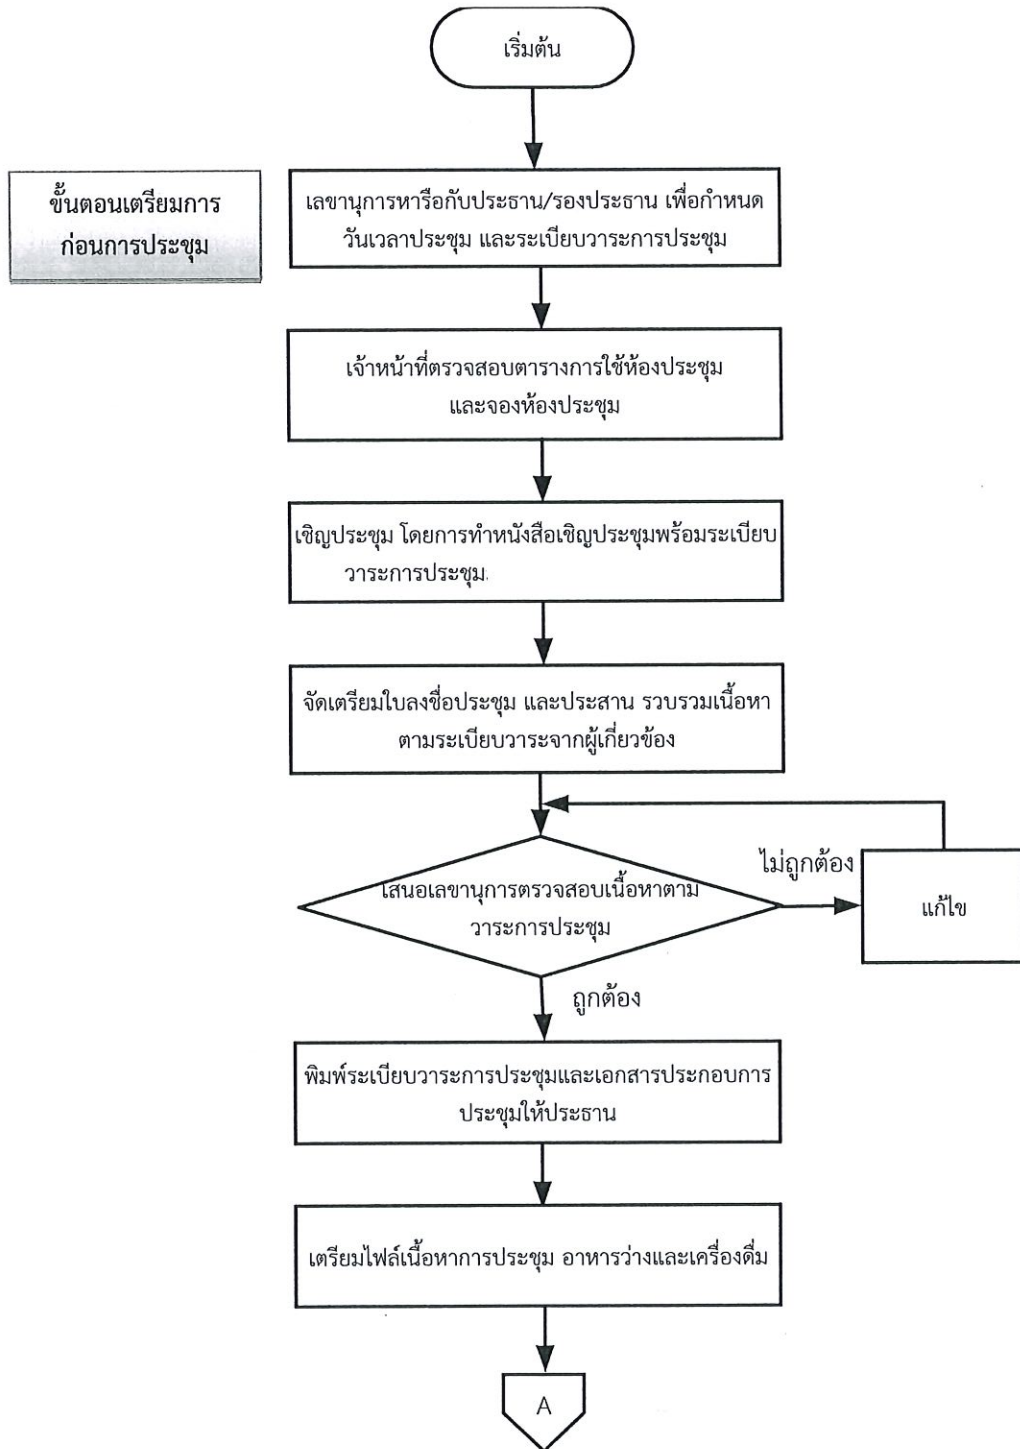 เริ่มต้น
ขั้นตอนเตรียมการ
ก่อนการประชุม
เลขานุการหารือกับประธาน/รองประธาน เพื่อกำหนด
วันเวลาประชุม และระเบียบวาระการประชุม
เจ้าหน้าที่ตรวจสอบตารางการใช้ห้องประชุม
และจองห้องประชุม
เชิญประชุม โดยการทำหนังสือเชิญประชุมพร้อมระเบียบ
วาระการประชุม
จัดเตรียมใบลงชื่อประชุม และประสาน รวบรวมเนื้อหา
ตามระเบียบวาระจากผู้เกี่ยวข้อง
เสนอเลขานุการตรวจสอบเนื้อหาตาม
วาระการประชุม
ไม่ถูกต้อง
แก้ไข
ถูกต้อง
พิมพ์ระเบียบวาระการประชุมและเอกสารประกอบการ
ประชุมให้ประธาน
เตรียมไฟล์เนื้อหาการประชุม อาหารว่างและเครื่องดื่ม
A